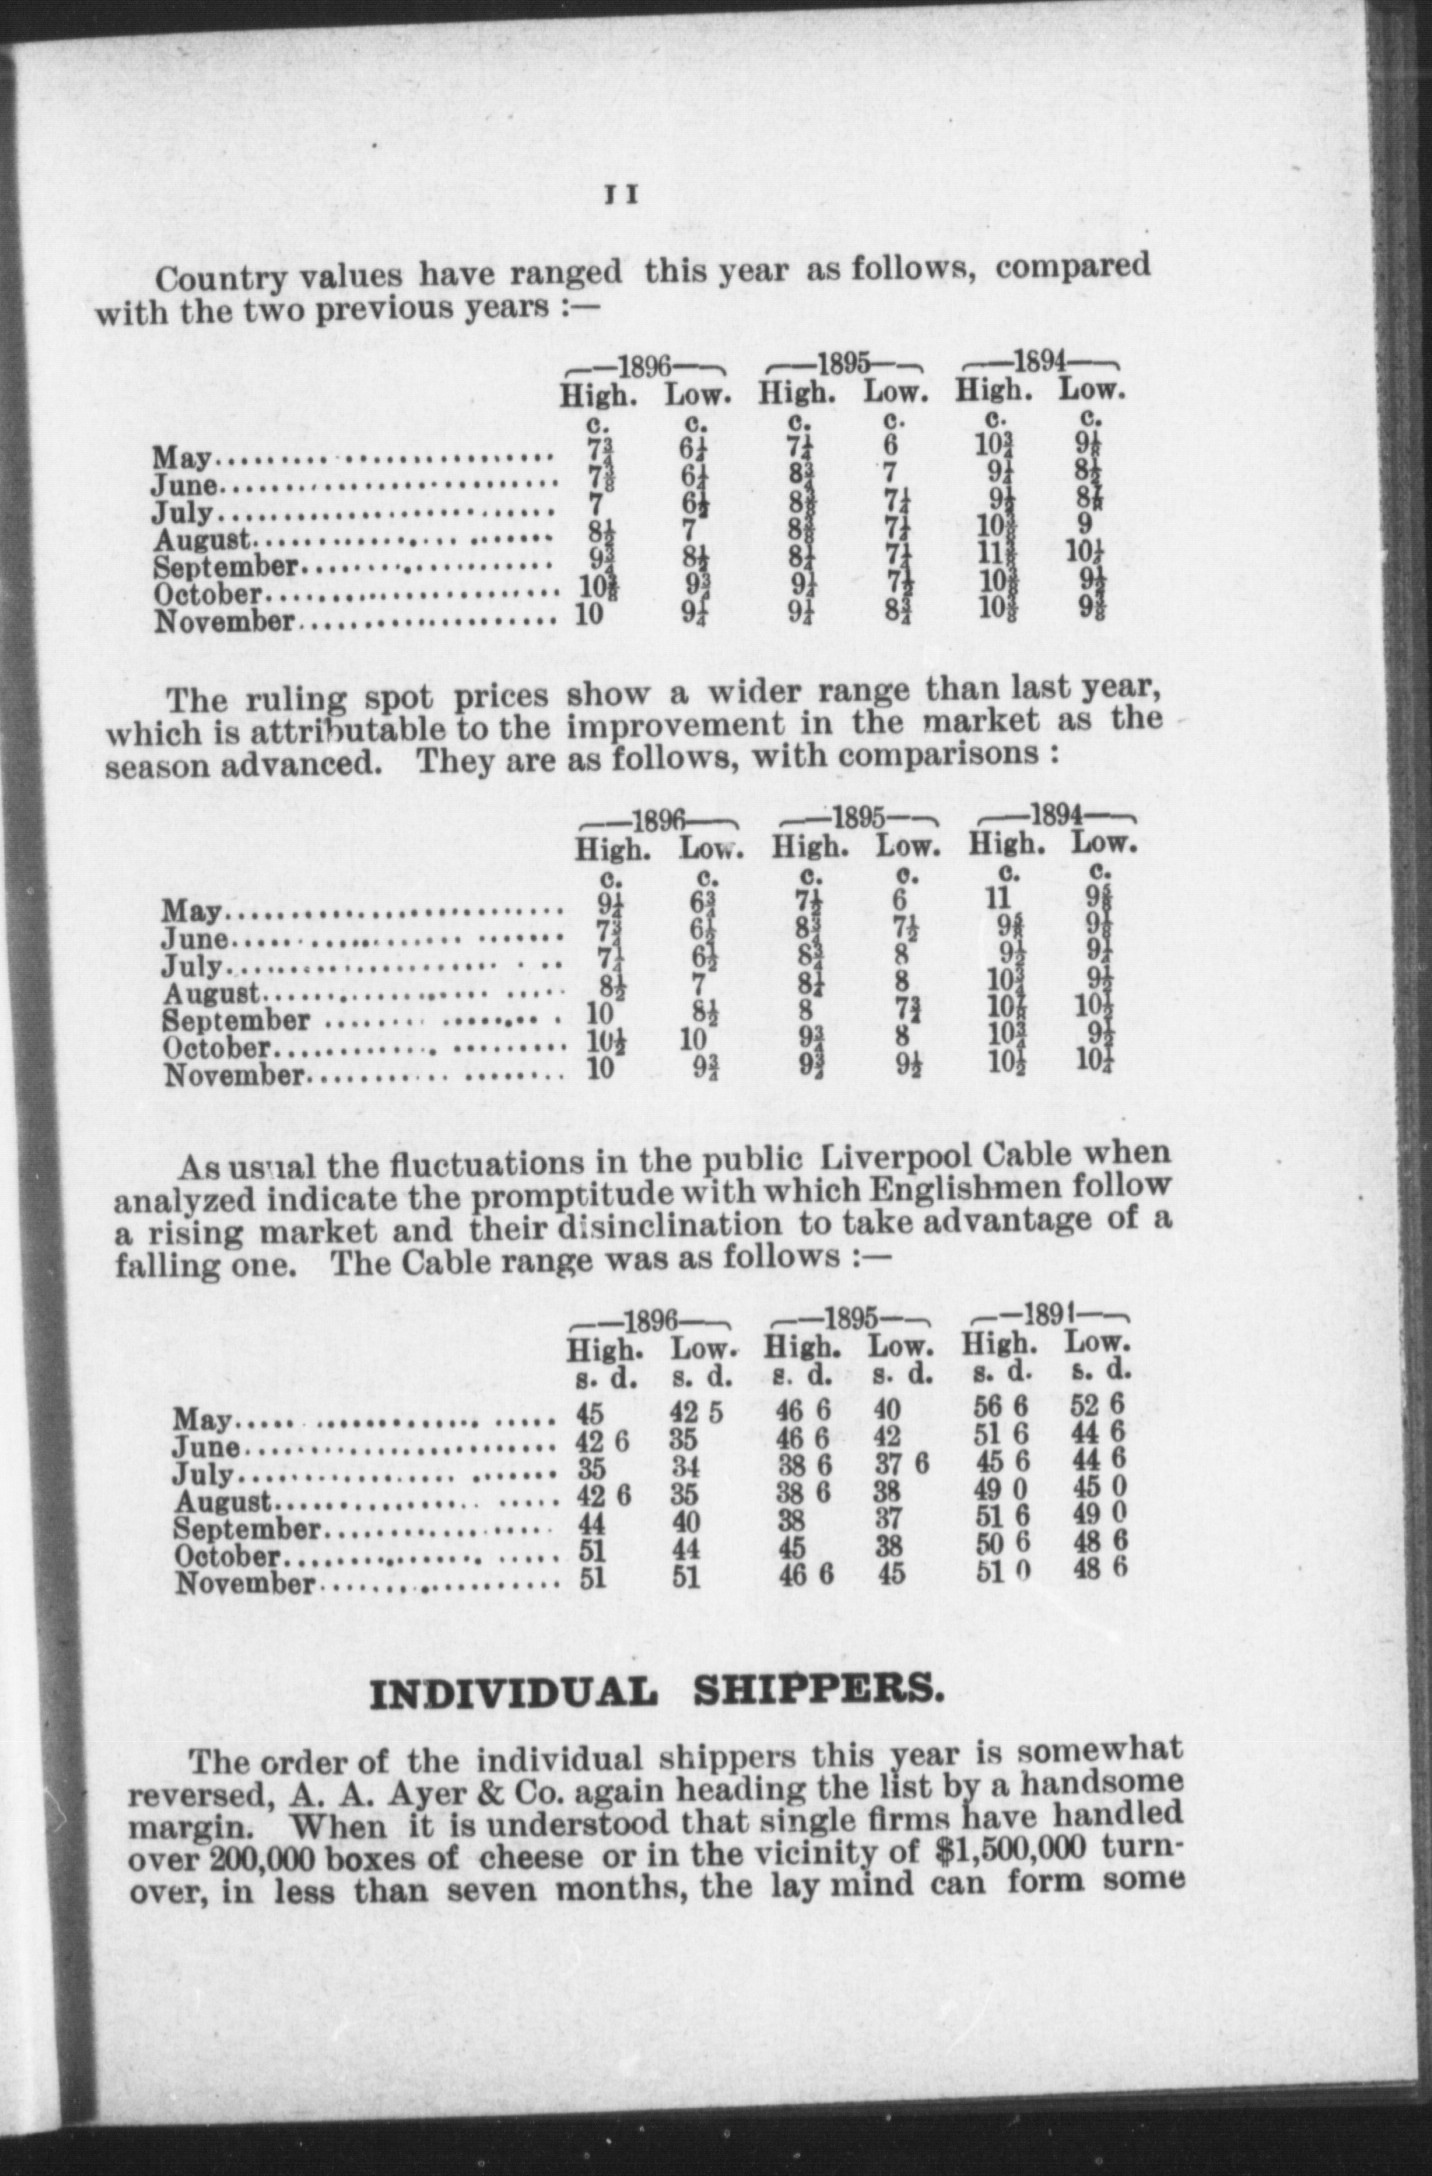 11
Country values have ranged this year as follows, compared
with the two previous years :—
—1896— —1895— —1894—
High. Low. High. Low. High. Low.
c. c. c. c. c. c.
May 7¾ 6¼ 7¼ 6 10¾ 9⅛
June 7⅜ 6¼ 8¾ 7 9¼ 8½
July 7 6½ 8⅜ 7¼ 9½ 8⅞
August 8½ 7 8⅜ 7¼ 10⅜ 9
September 9¾ 8½ 8¼ 7¼ 11⅜ 10¼
October 10⅜ 9¾ 9¼ 7½ 10⅜ 9½
November 10 9¼ 9¼ 8¾ 10⅜ 9⅜
The ruling spot prices show a wider range than last year,
which is attributable to the improvement in the market as the
season advanced. They are as follows, with comparisons :
—1896— —1895— —1894—
High. Low. High. Low. High. Low.
c. c. c. c. c. c.
May 9¼ 6¾ 7½ 6 11 9⅝
June 7¾ 6½ 8¾ 7½ 9⅝ 9⅛
July 7¼ 6½ 8¾ 8 9½ 9¼
August 8½ 7 8¼ 8 10¾ 9½
September 10 8½ 8 7¾ 10⅞ 10½
October 10½ 10 9¾ 8 10¾ 9½
November 10 9¾ 9¾ 9½ 10½ 10¼
As usual the fluctuations in the public Liverpool Cable when
analyzed indicate the promptitude with which Englishmen follow
a rising market and their disinclination to take advantage of a
falling one. The Cable range was as follows :—
—1896— —1895— —1894—
High. Low. High. Low. High. Low.
s. d. s. d. s. d. s. d. s. d. s. d.
May 45 42 5 46 6 40 56 6 52 6
June 42 6 35 46 6 42 51 6 44 6
July 35 34 38 6 37 6 45 6 44 6
August 42 6 35 38 6 38 49 0 45 0
September 44 40 38 37 51 6 49 0
October 51 44 45 38 50 6 48 6
November 51 51 46 6 45 51 0 48 6
INDIVIDUAL SHIPPERS.
The order of the individual shippers this year is somewhat
reversed, A. A. Ayer & Co. again heading the list by a handsome
margin. When it is understood that single firms have handled
over 200,000 boxes of cheese or in the vicinity of $1,500,000 turn-
over, in less than seven months, the lay mind can form some